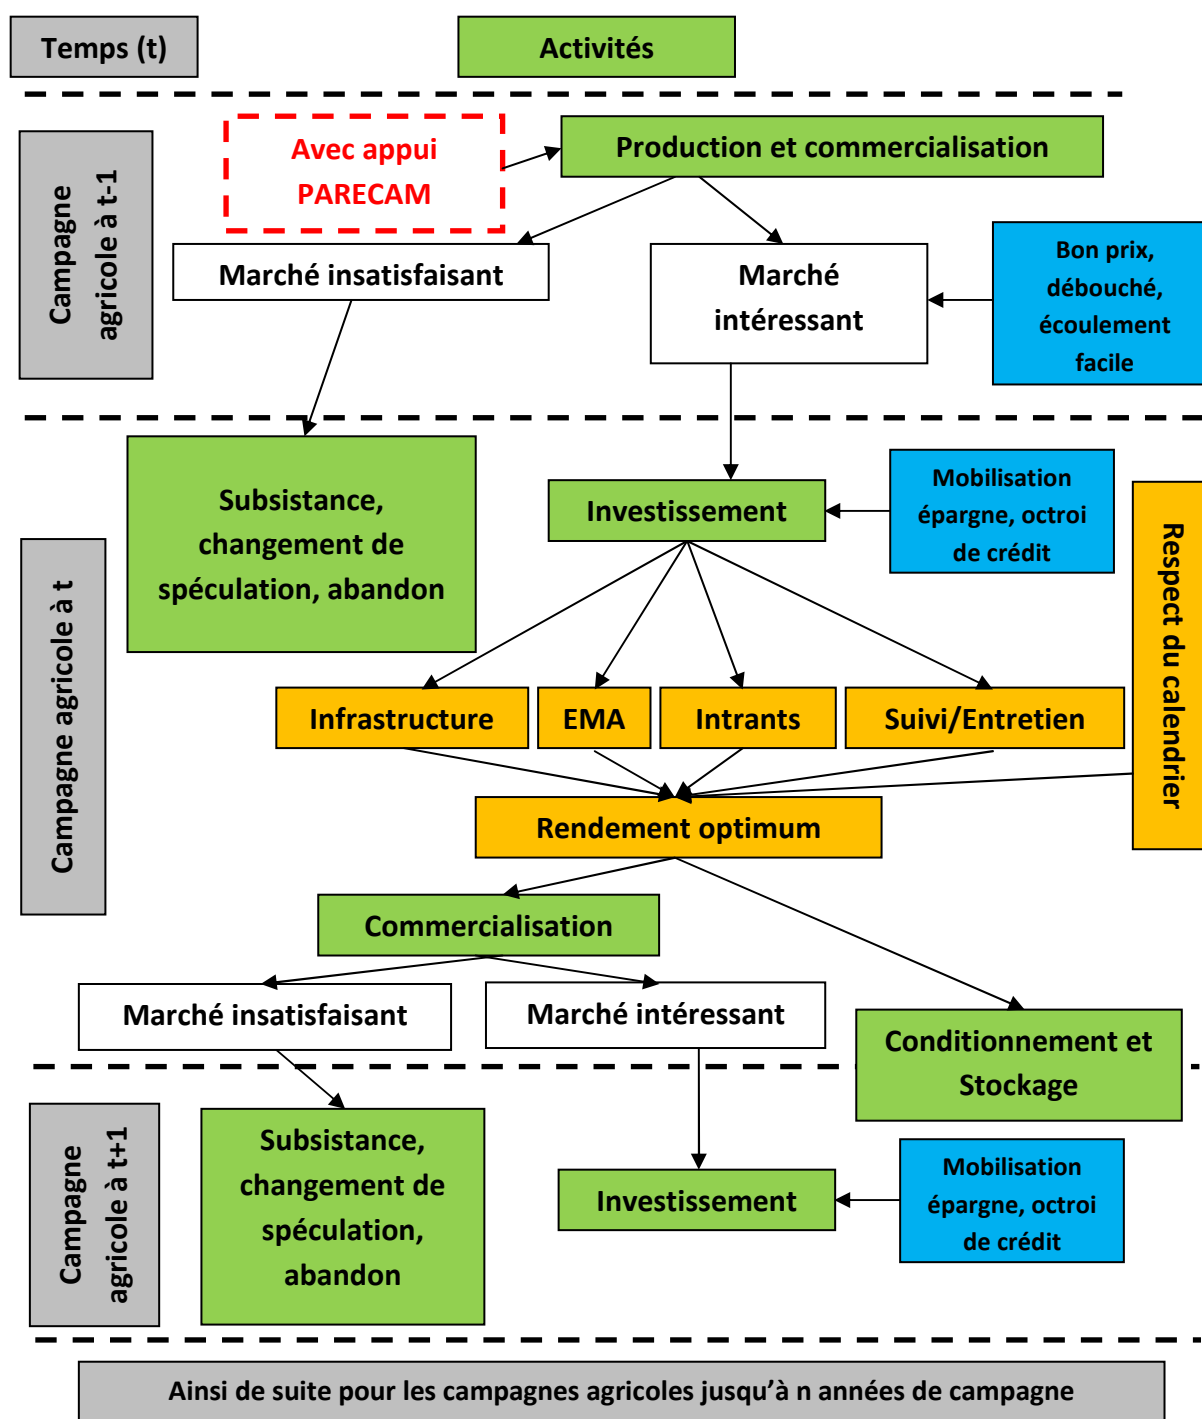 Temps (t)
Activités
Campagne
agricole à t-1
Avec appui
PARECAM
Production et commercialisation
Marché insatisfaisant
Marché
intéressant
Bon prix,
débouché,
écoulement
facile
Campagne agricole à t
Subsistance,
changement de
spéculation, abandon
Investissement
Mobilisation
épargne, octroi
de crédit
Respect du calendrier
Infrastructure
EMA
Intrants
Suivi/Entretien
Rendement optimum
Commercialisation
Marché insatisfaisant
Marché intéressant
Conditionnement et
Stockage
Campagne
agricole à t+1
Subsistance,
changement de
spéculation,
abandon
Investissement
Mobilisation
épargne, octroi
de crédit
Ainsi de suite pour les campagnes agricoles jusqu'à n années de campagne